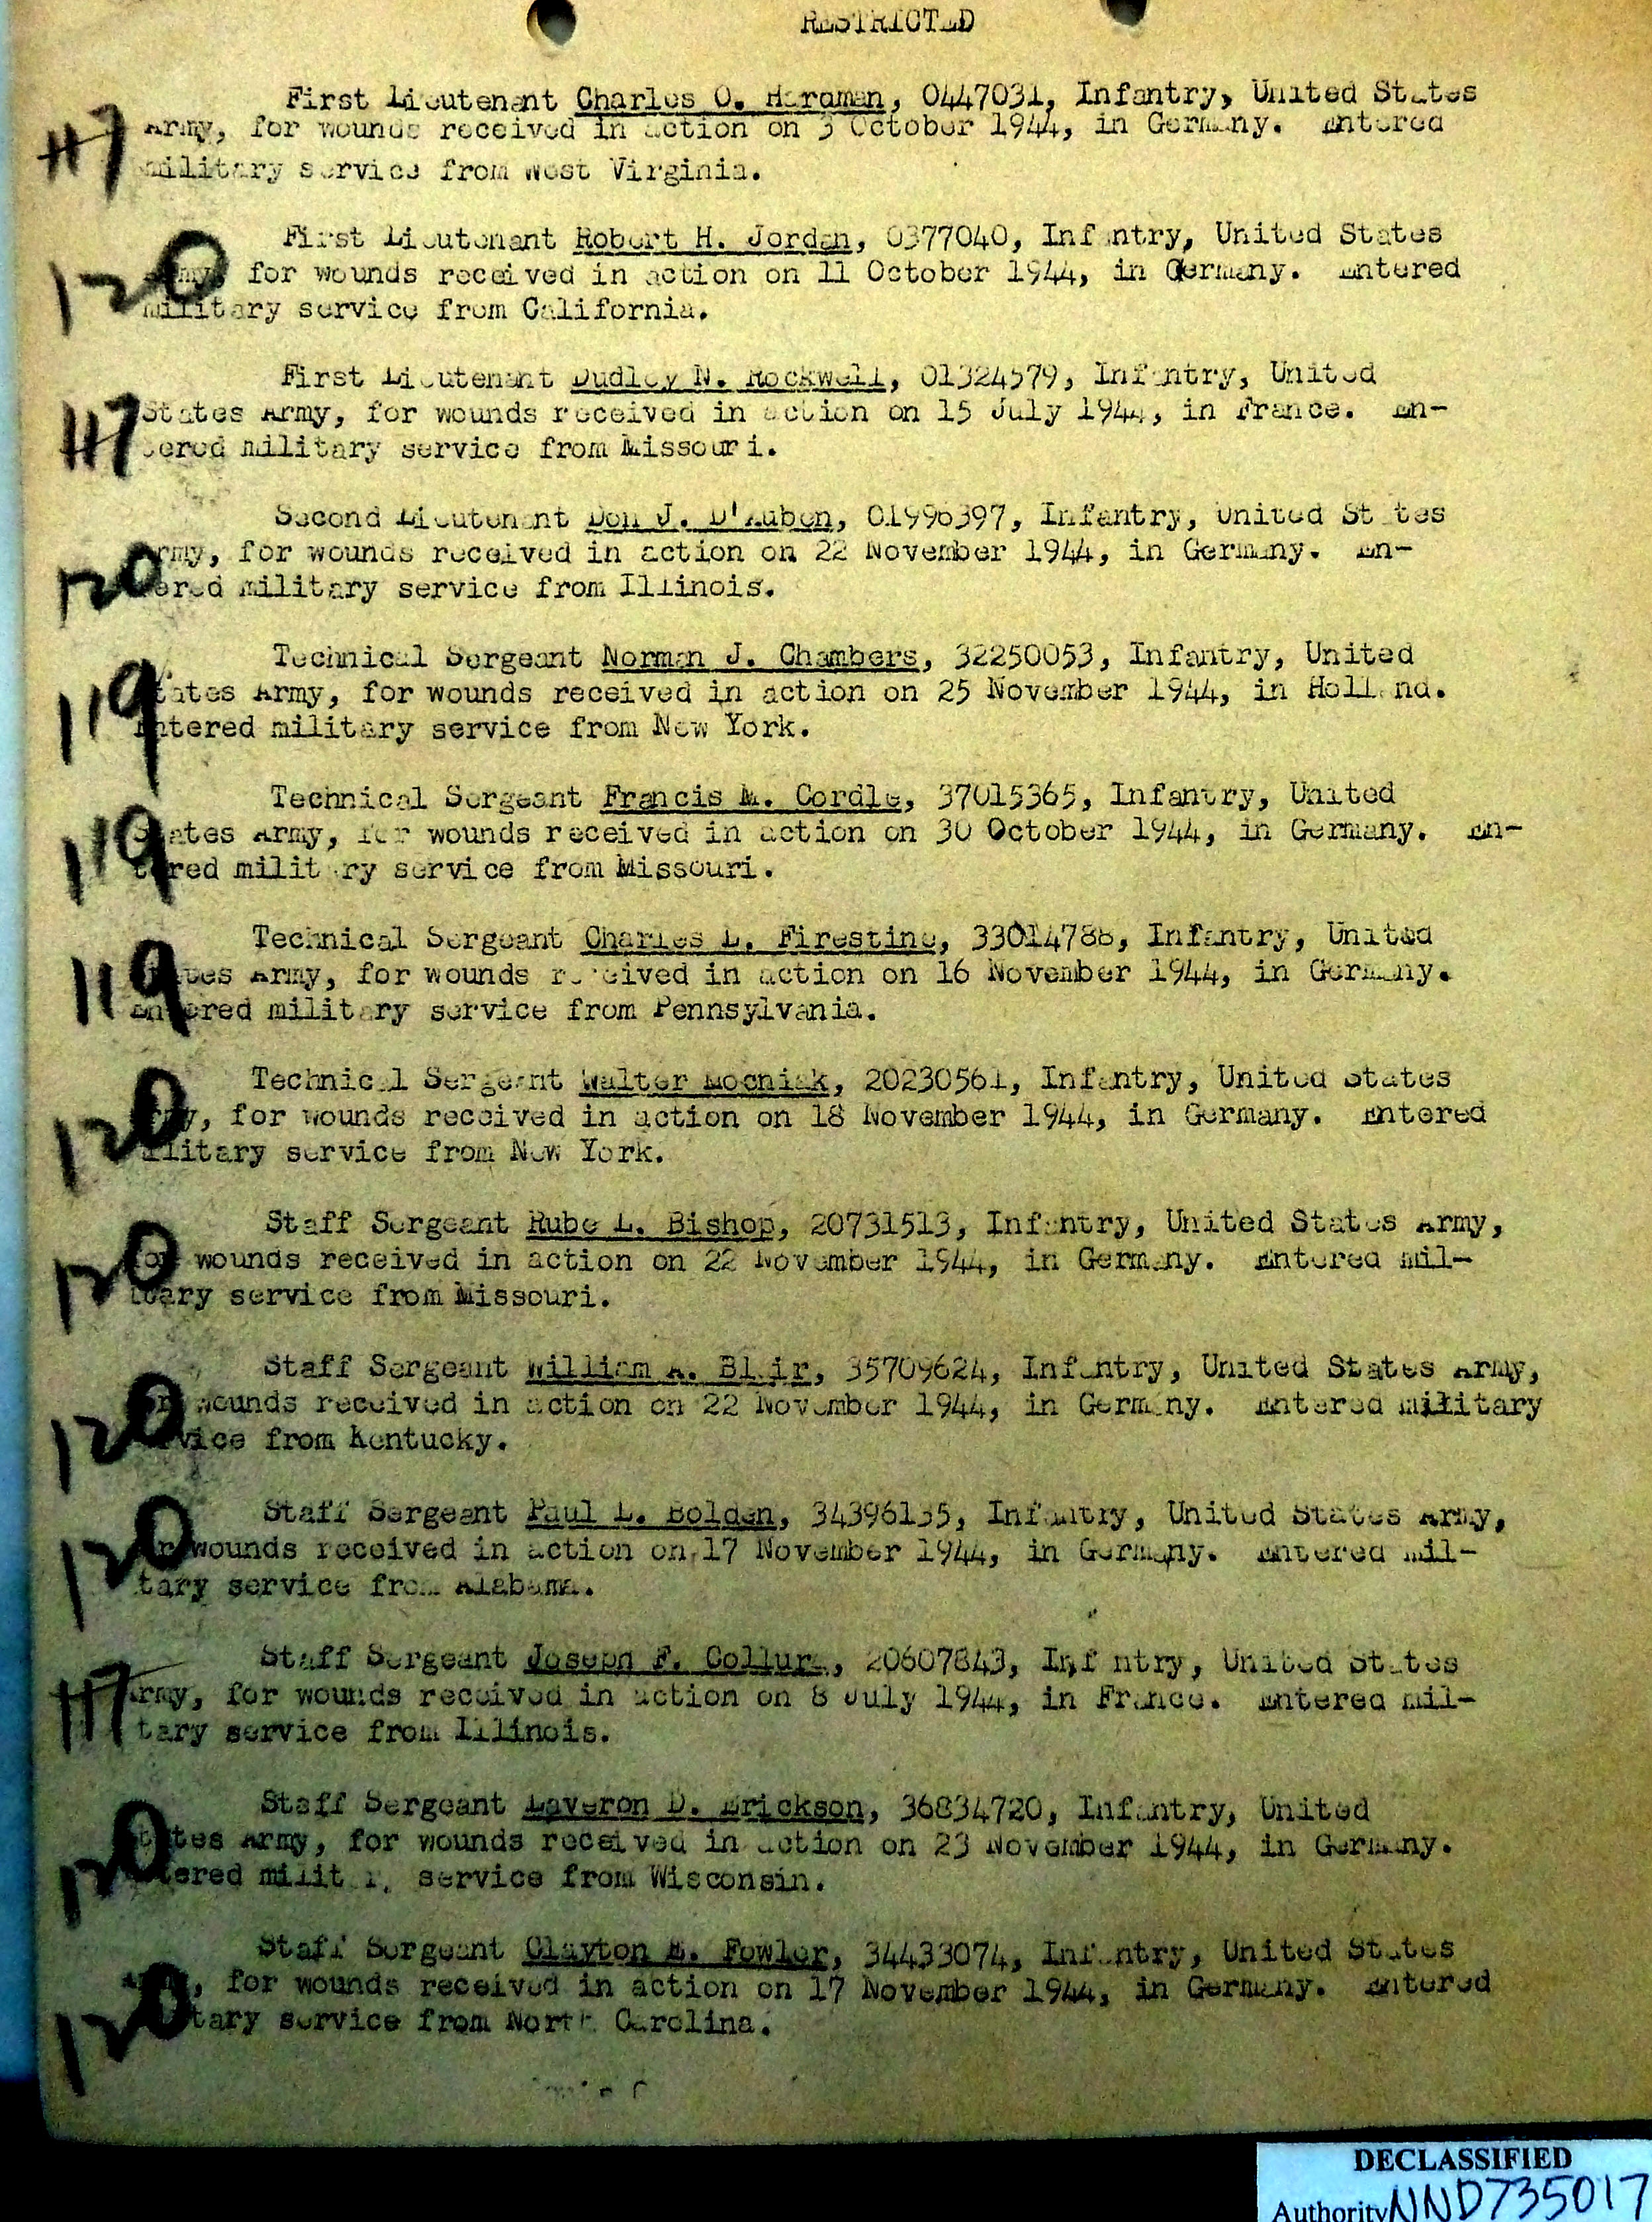 RESTRICTED
First Lieutenant Charles O. Hardman, 0447031, Infantry, United States
117 Army, for wounds received in action on 3 October 1944, in Germany. Entered
military service from West Virginia.
First Lieutenant Robert H. Jordan, 0377040, Infantry, United States
120 Army, for wounds received in action on 11 October 1944, in Germany. Entered
military service from California.
First Lieutenant Dudley N. Rockwell, 01324579, Infantry, United
117 States Army, for wounds received in action on 15 July 1944, in France. En-
tered military service from Missouri.
Second Lieutenant Don J. D'Auben, 01996397, Infantry, United States
120 Army, for wounds received in action on 22 November 1944, in Germany. En-
tered military service from Illinois.
Technical Sergeant Norman J. Chambers, 32250053, Infantry, United
119 States Army, for wounds received in action on 25 November 1944, in Holland.
Entered military service from New York.
Technical Sergeant Francis M. Cordle, 37015365, Infantry, United
119 States Army, for wounds received in action on 30 October 1944, in Germany. En-
tered military service from Missouri.
Technical Sergeant Charles L. Firestine, 33014788, Infantry, United
119 States Army, for wounds received in action on 16 November 1944, in Germany.
Entered military service from Pennsylvania.
Technical Sergeant Walter Mocniak, 20230561, Infantry, United States
120 Army, for wounds received in action on 18 November 1944, in Germany. Entered
military service from New York.
Staff Sergeant Rube L. Bishop, 20731513, Infantry, United States Army,
120 for wounds received in action on 22 November 1944, in Germany. Entered mil-
itary service from Missouri.
Staff Sergeant William A. Blair, 35709624, Infantry, United States Army,
120 for wounds received in action on 22 November 1944, in Germany. Entered military
service from Kentucky.
Staff Sergeant Paul L. Bolden, 34396135, Infantry, United States Army,
120 for wounds received in action on 17 November 1944, in Germany. Entered mil-
itary service from Alabama.
Staff Sergeant Joseph F. Collura, 20607843, Infantry, United States
117 Army, for wounds received in action on 8 July 1944, in France. Entered mil-
itary service from Illinois.
Staff Sergeant Laveron D. Erickson, 36834720, Infantry, United
120 States Army, for wounds received in action on 23 November 1944, in Germany.
Entered military service from Wisconsin.
Staff Sergeant Clayton E. Fowler, 34433074, Infantry, United States
120 Army, for wounds received in action on 17 November 1944, in Germany. Entered
military service from North Carolina.
DECLASSIFIED
Authority NND735017